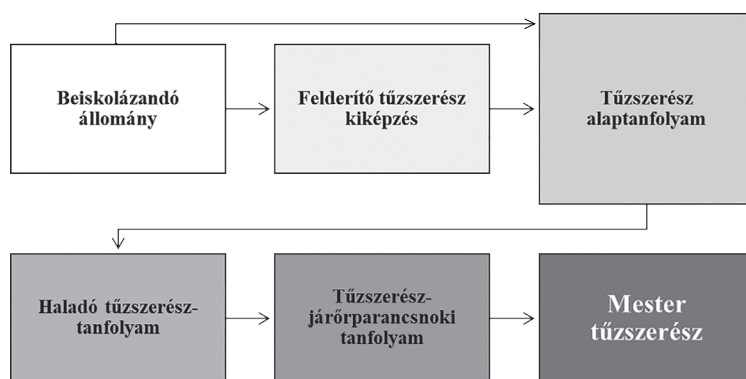 Beiskolázandó
állomány
Felderítő tűzszerész
kiképzés
Tűzszerész
alaptanfolyam
Haladó tűzszerész-
tanfolyam
Tűzszerész-
járőrparancsnoki
tanfolyam
Mester
tűzszerész